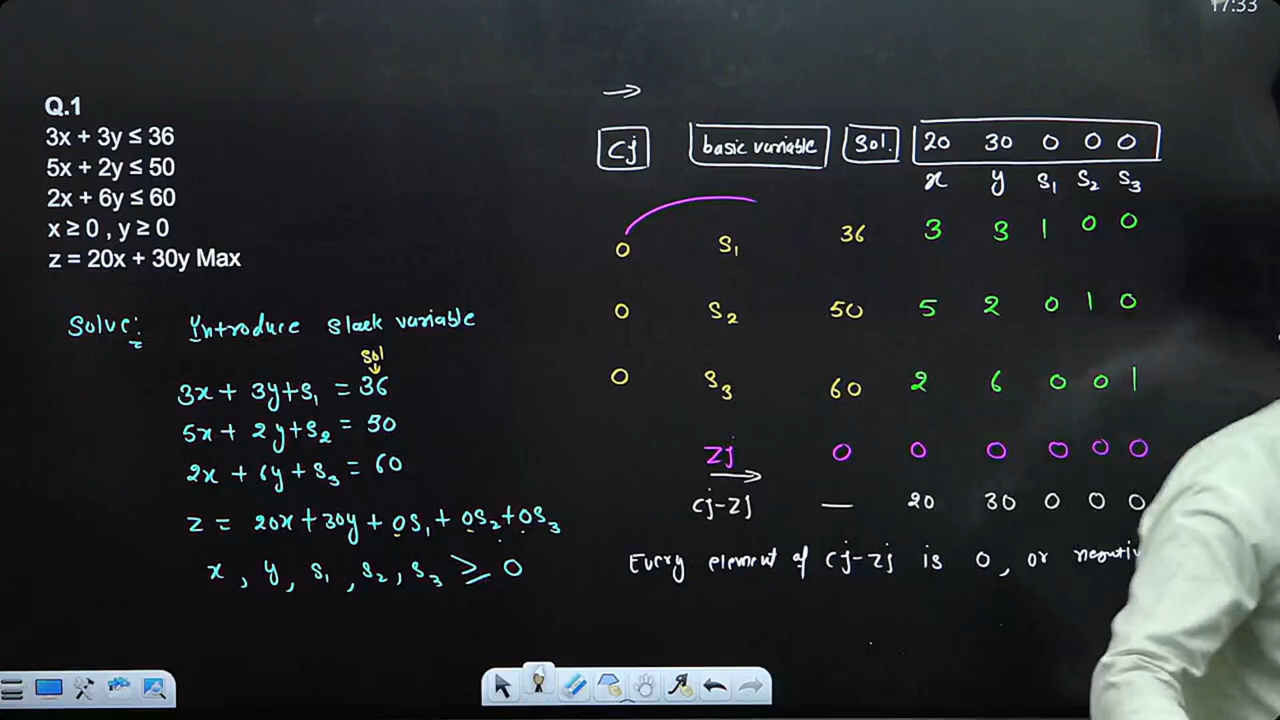 17:33
Q.1
3x + 3y ≤ 36
5x + 2y ≤ 50
2x + 6y ≤ 60
x ≥ 0 , y ≥ 0
z = 20x + 30y Max
Solve: Introduce slack variable
sol
3x + 3y + s₁ = 36
5x + 2y + s₂ = 50
2x + 6y + s₃ = 60
z = 20x + 30y + 0s₁ + 0s₂ + 0s₃
x , y , s₁ , s₂ , s₃ ≥ 0
→
Cj basic variable Sol. 20 30 0 0 0
x y s₁ s₂ s₃
0 s₁ 36 3 3 1 0 0
0 s₂ 50 5 2 0 1 0
0 s₃ 60 2 6 0 0 1
Zj 0 0 0 0 0 0
Cj-Zj — 20 30 0 0 0
Every element of Cj-Zj is 0, or